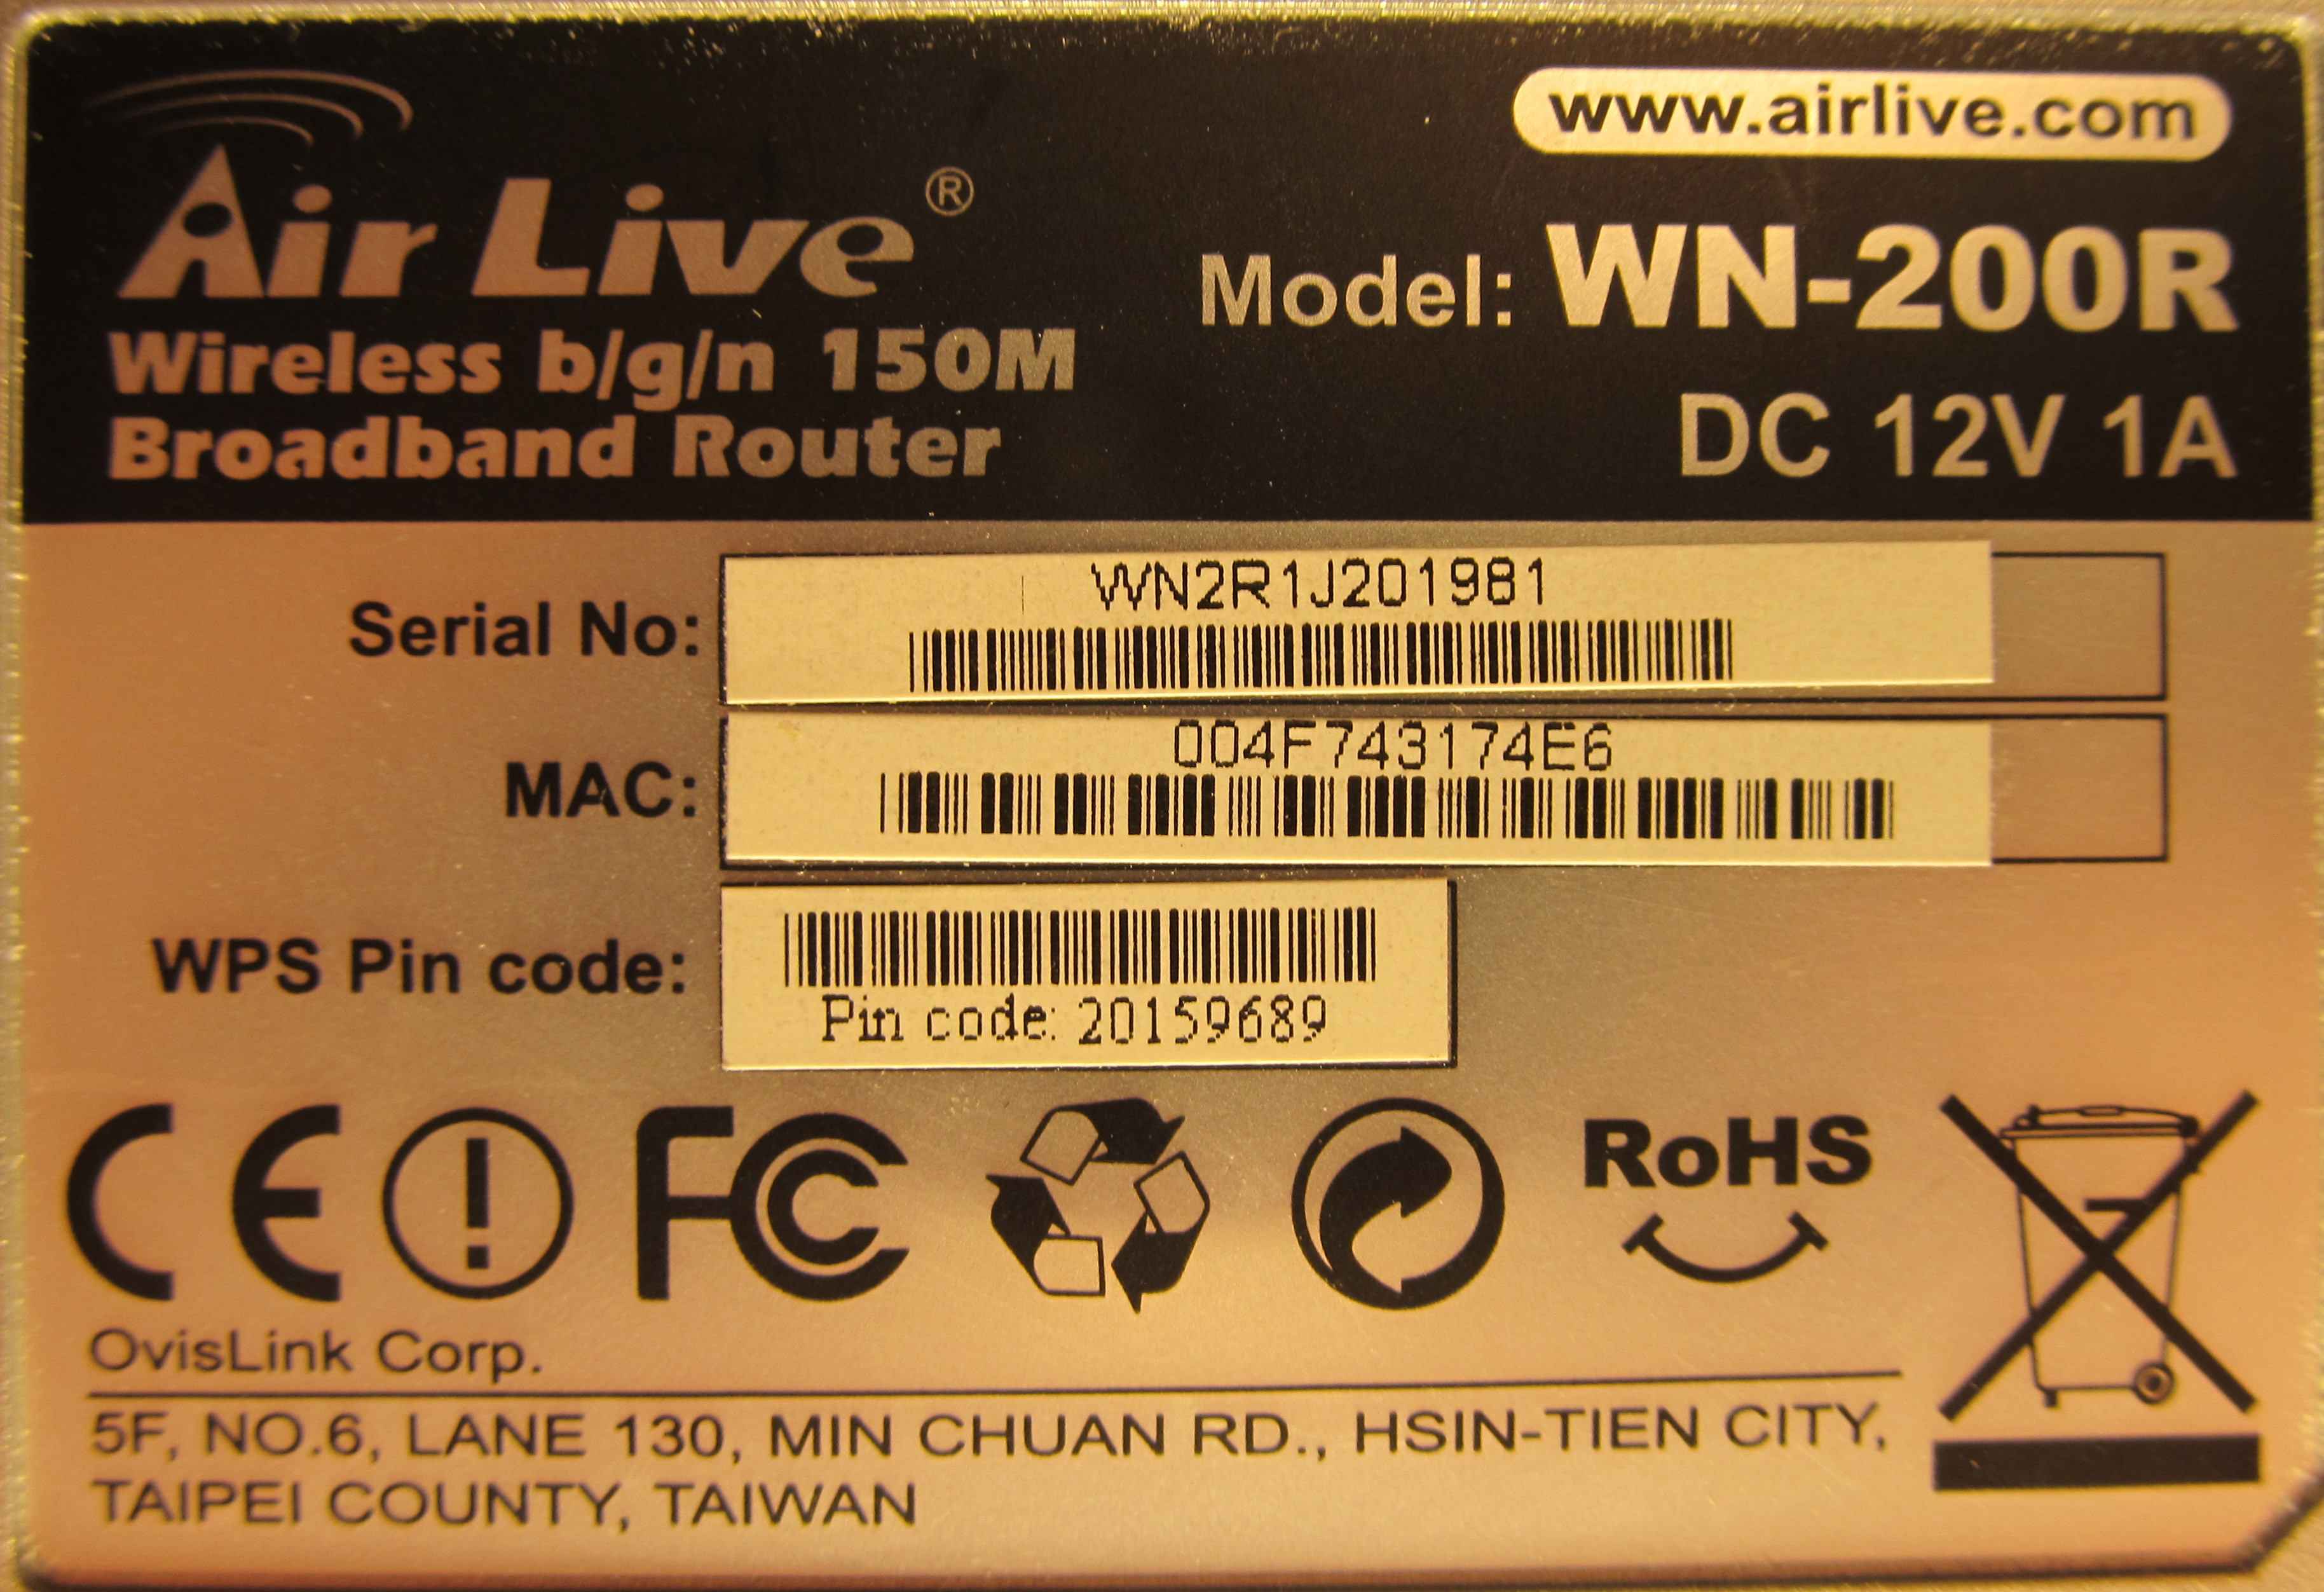 www.airlive.com
Air Live®
Model: WN-200R
Wireless b/g/n 150M
Broadband Router
DC 12V 1A
Serial No: WN2R1J201981
MAC: 004F743174E6
WPS Pin code:
Pin code: 20159689
CE FC RoHS
OvisLink Corp.
5F, NO.6, LANE 130, MIN CHUAN RD., HSIN-TIEN CITY,
TAIPEI COUNTY, TAIWAN